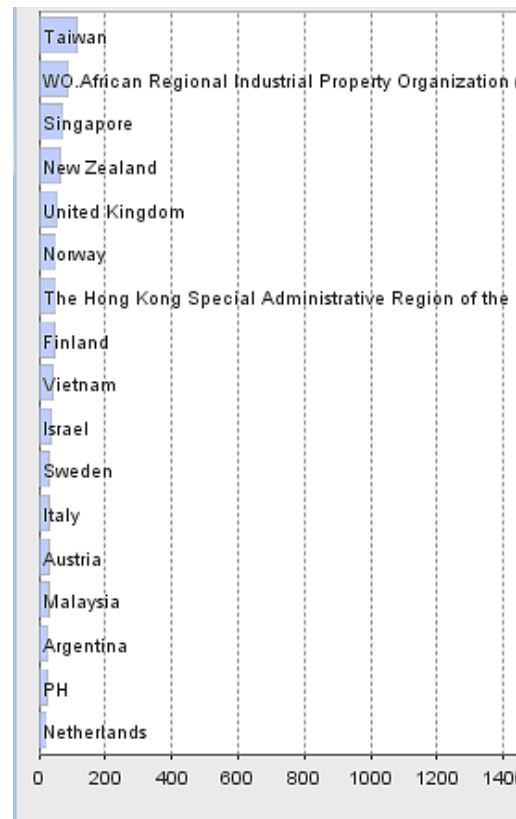 Taiwan
WO.African Regional Industrial Property Organization (
Singapore
New Zealand
United Kingdom
Norway
The Hong Kong Special Administrative Region of the
Finland
Vietnam
Israel
Sweden
Italy
Austria
Malaysia
Argentina
PH
Netherlands
0 200 400 600 800 1000 1200 140